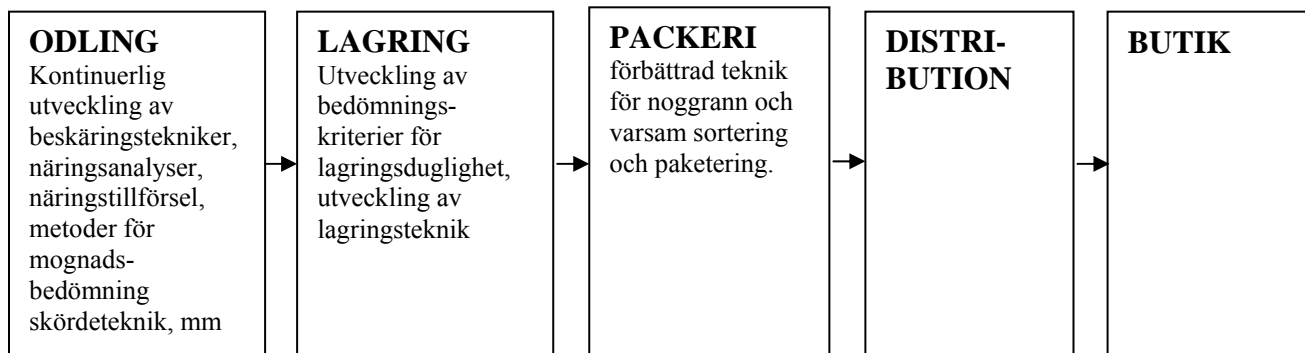 ODLING
Kontinuerlig
utveckling av
beskäringstekniker,
näringsanalyser,
näringstillförsel,
metoder för
mognads-
bedömning
skördeteknik, mm
LAGRING
Utveckling av
bedömnings-
kriterier för
lagringsduglighet,
utveckling av
lagringsteknik
PACKERI
förbättrad teknik
för noggrann och
varsam sortering
och paketering.
DISTRI-
BUTION
BUTIK